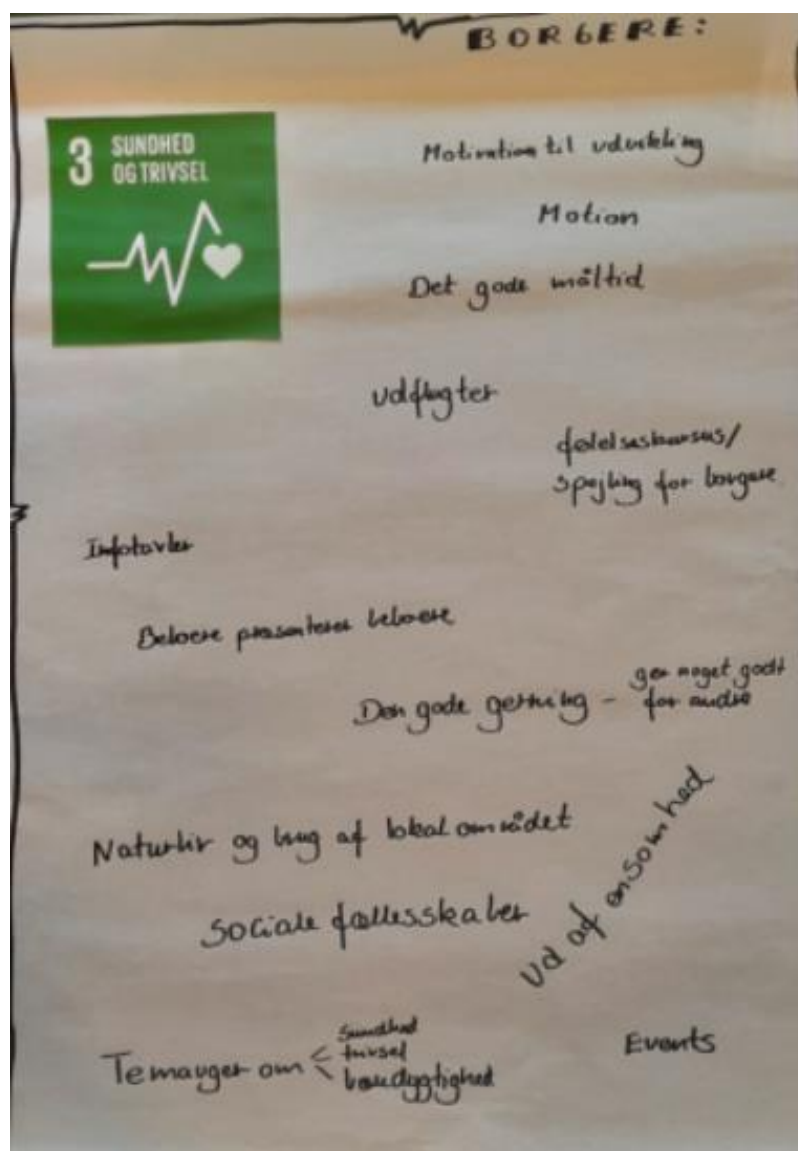 BORGERE:
3 SUNDHED
OG TRIVSEL
Motivation til udvikling
Motion
Det gode måltid
udflugter
følelseskursus/
spejling for borgere
Infotavler
Beboere præsenterer beboere
Den gode gerning - gør noget godt
for andre
Naturliv og brug af lokalområdet
Sociale fællesskaber
Ud af ensomhed
Temauger om < sundhed
trivsel
bæredygtighed
Events